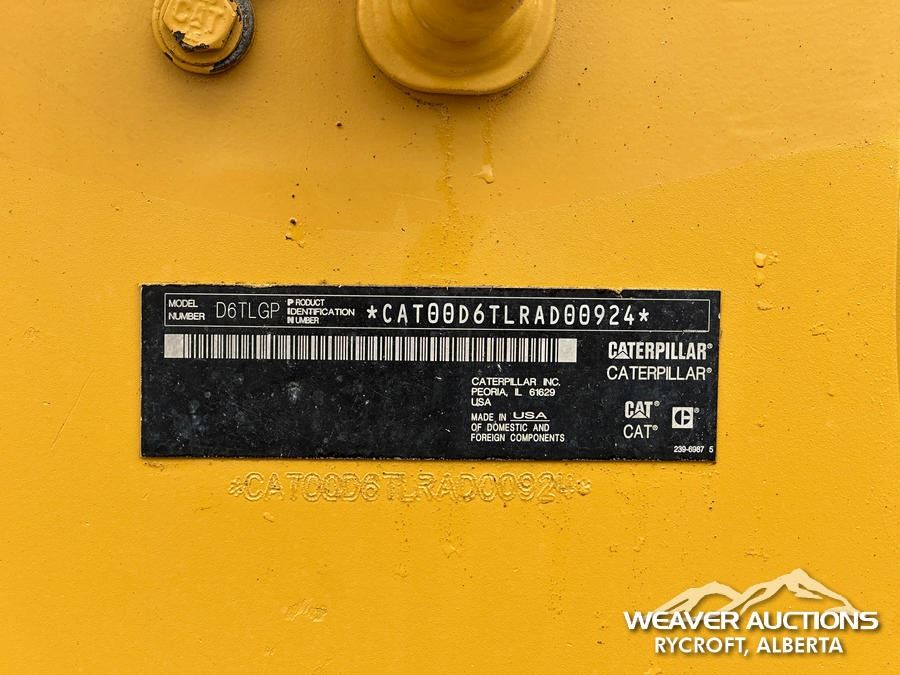 CAT
MODEL NUMBER D6TLGP PRODUCT IDENTIFICATION NUMBER *CAT00D6TLRAD00924*
CATERPILLAR®
CATERPILLAR®
CATERPILLAR INC.
PEORIA, IL 61629
USA
MADE IN USA
OF DOMESTIC AND
FOREIGN COMPONENTS
CAT®
CAT®
C®
239-6987 5
*CAT00D6TLRAD00924*
WEAVER AUCTIONS
RYCROFT, ALBERTA